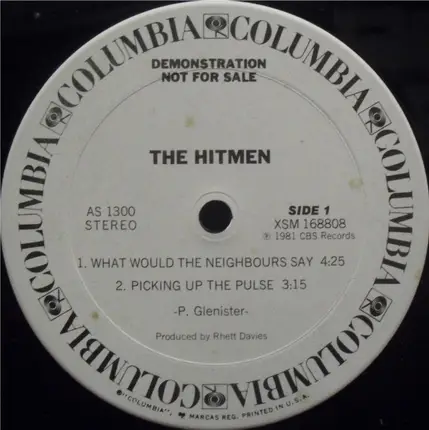 COLUMBIA COLUMBIA COLUMBIA COLUMBIA COLUMBIA COLUMBIA COLUMBIA
DEMONSTRATION
NOT FOR SALE
THE HITMEN
AS 1300
STEREO
SIDE 1
XSM 168808
℗ 1981 CBS Records
1. WHAT WOULD THE NEIGHBOURS SAY 4:25
2. PICKING UP THE PULSE 3:15
-P. Glenister-
Produced by Rhett Davies
® "COLUMBIA", MARCAS REG. PRINTED IN U.S.A.